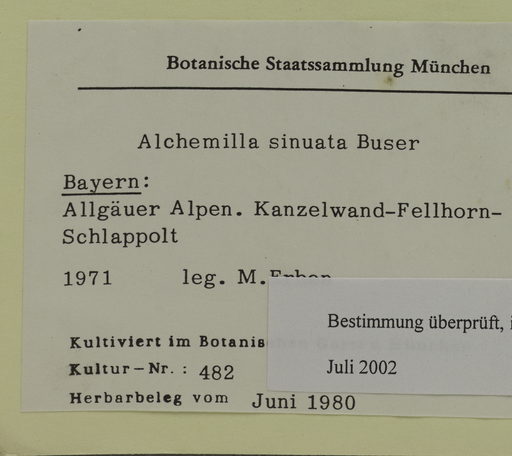 Botanische Staatssammlung München
Alchemilla sinuata Buser
Bayern:
Allgäuer Alpen. Kanzelwand-Fellhorn-
Schlappolt
1971 leg. M.
Bestimmung überprüft,
Kultiviert im Botanis
Juli 2002
Kultur-Nr.: 482
Herbarbeleg vom Juni 1980